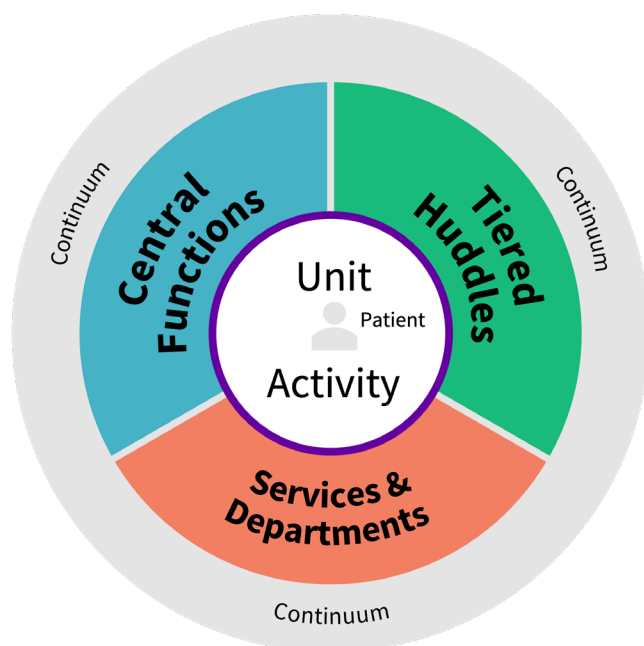 Continuum
Continuum
Central
Functions
Tiered
Huddles
Unit
Patient
Activity
Services &
Departments
Continuum